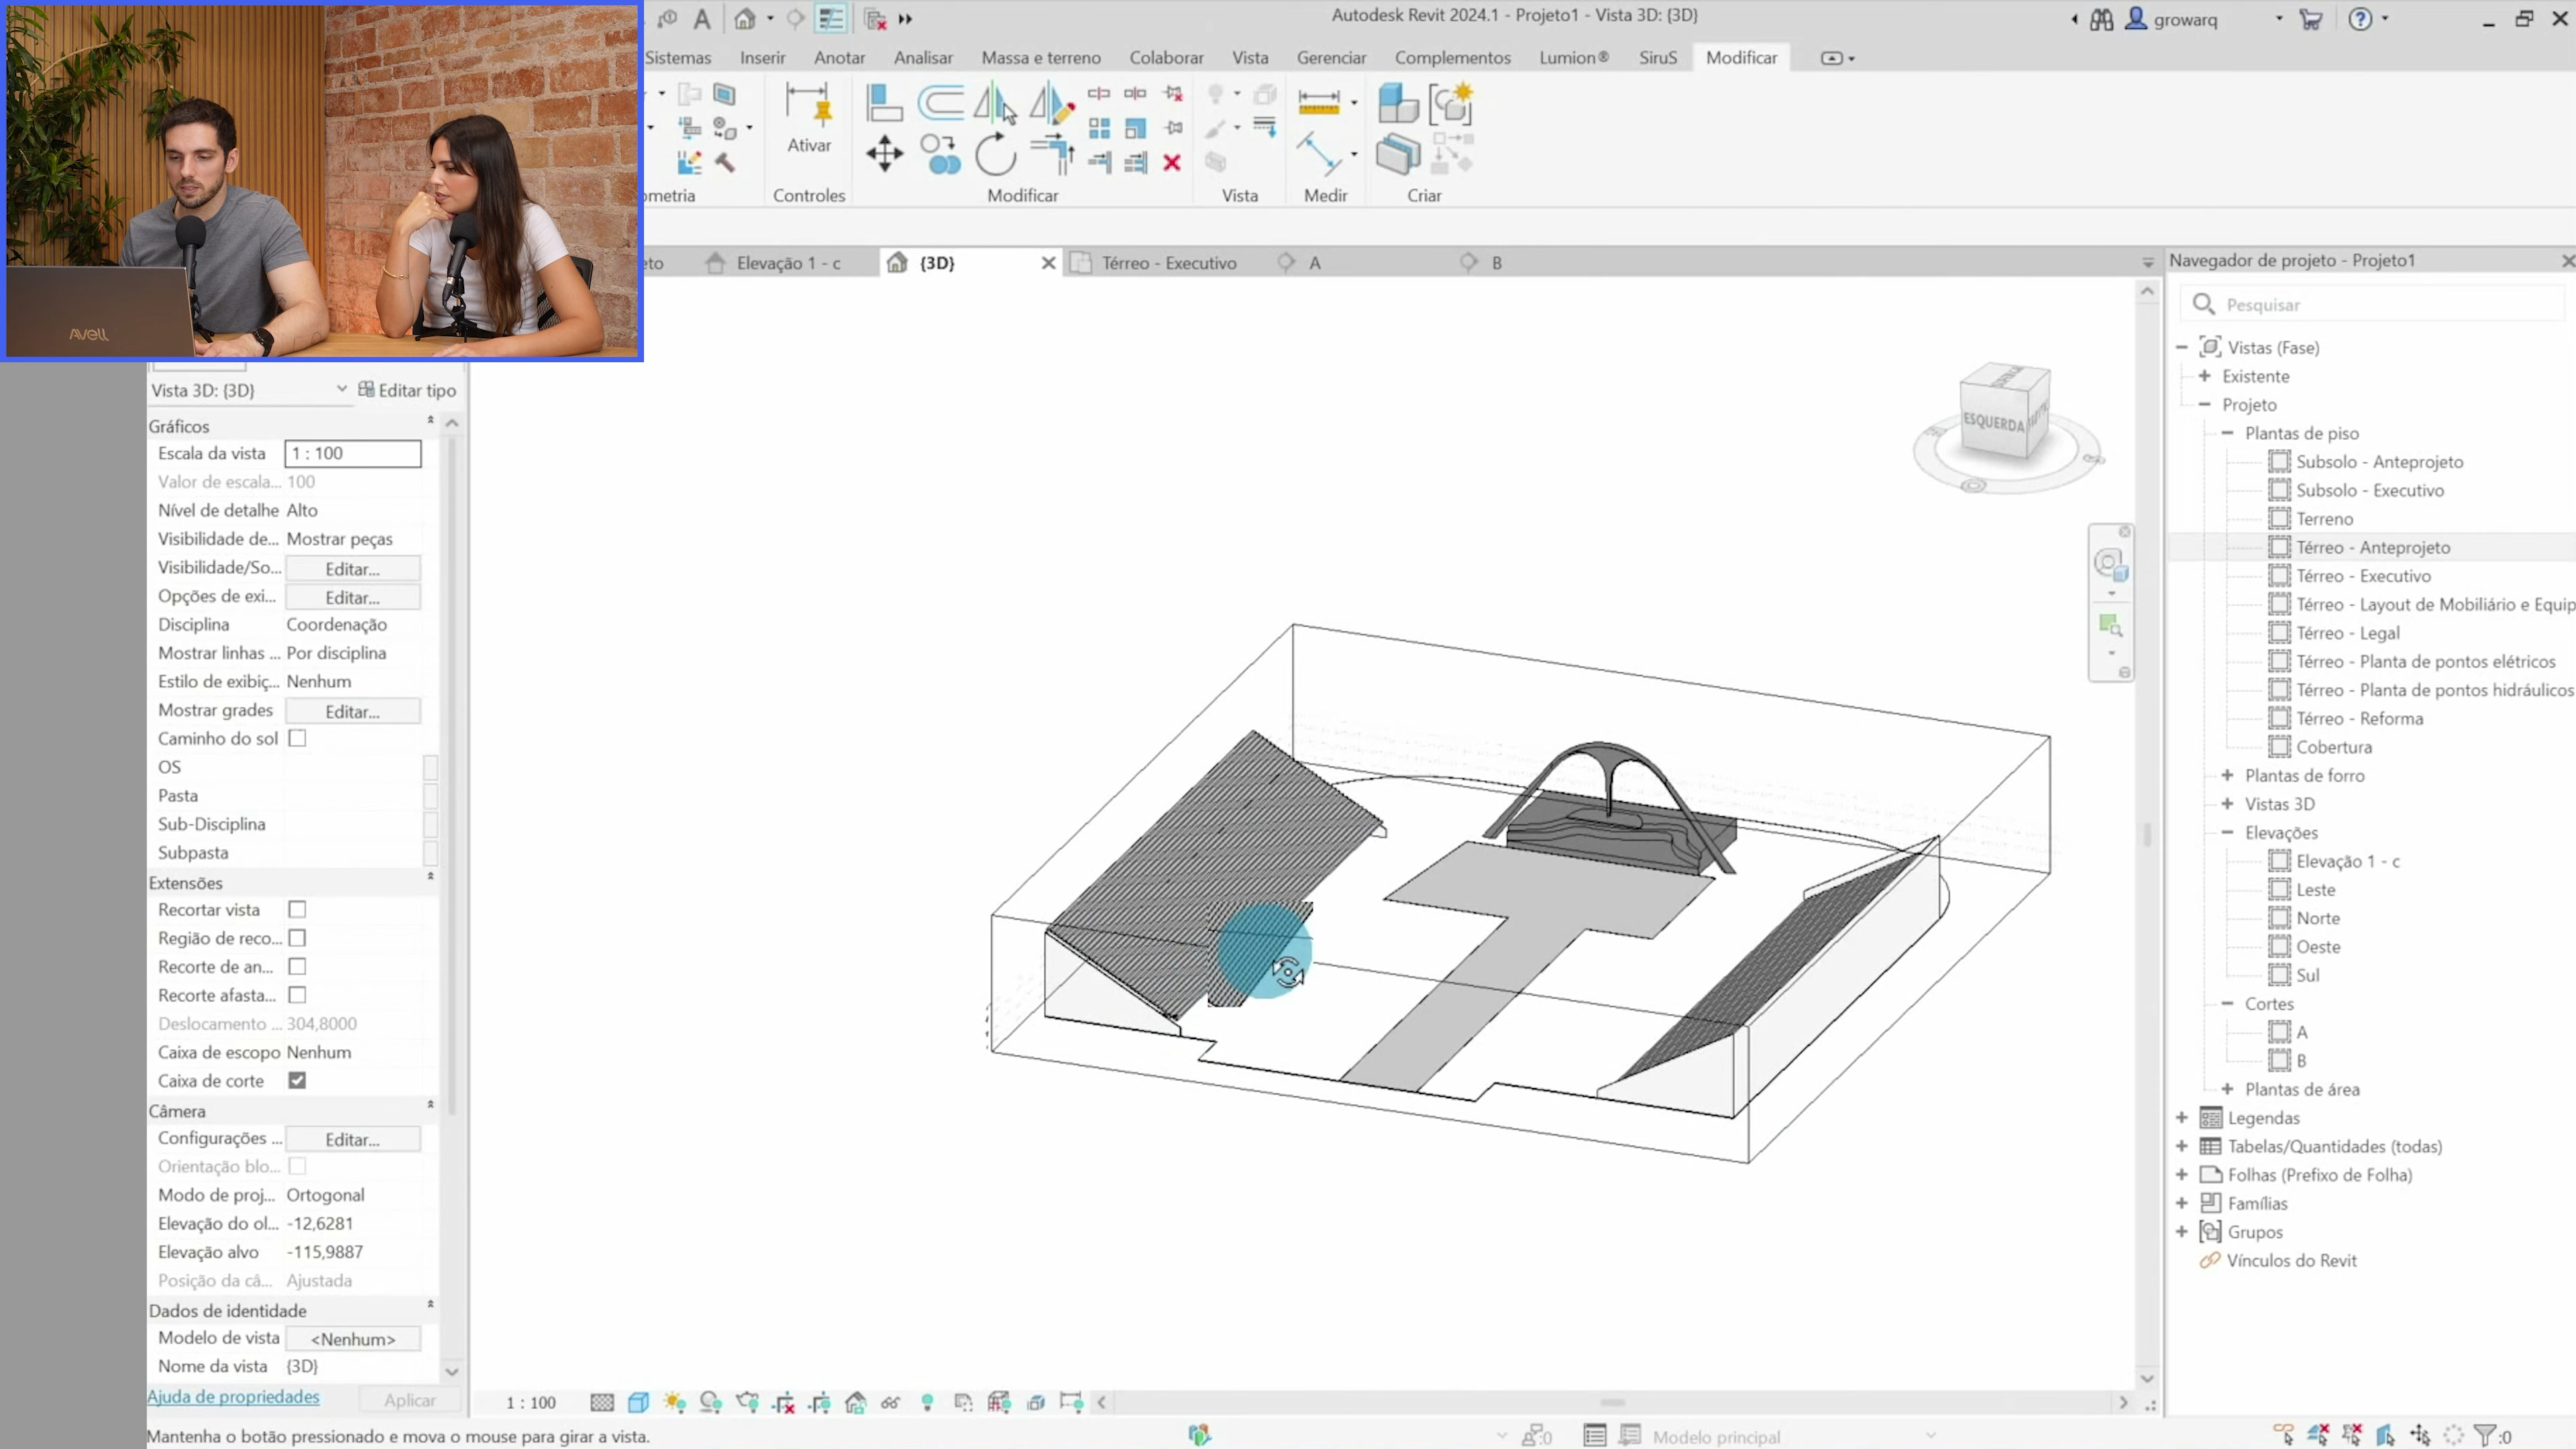 Autodesk Revit 2024.1 - Projeto1 - Vista 3D: {3D}
growarq
Sistemas Inserir Anotar Analisar Massa e terreno Colaborar Vista Gerenciar Complementos Lumion® SiruS Modificar
Ativar
ometria Controles Modificar Vista Medir Criar
eto Elevação 1 - c {3D} Térreo - Executivo A B
AVell
Vista 3D: {3D} Editar tipo
Gráficos
Escala da vista 1 : 100
Valor de escala... 100
Nível de detalhe Alto
Visibilidade de... Mostrar peças
Visibilidade/So... Editar...
Opções de exi... Editar...
Disciplina Coordenação
Mostrar linhas ... Por disciplina
Estilo de exibiç... Nenhum
Mostrar grades Editar...
Caminho do sol
OS
Pasta
Sub-Disciplina
Subpasta
Extensões
Recortar vista
Região de reco...
Recorte de an...
Recorte afasta...
Deslocamento ... 304,8000
Caixa de escopo Nenhum
Caixa de corte
Câmera
Configurações ... Editar...
Orientação blo...
Modo de proj... Ortogonal
Elevação do ol... -12,6281
Elevação alvo -115,9887
Posição da câ... Ajustada
Dados de identidade
Modelo de vista <Nenhum>
Nome da vista {3D}
Ajuda de propriedades Aplicar
ESQUERDA
Navegador de projeto - Projeto1
Pesquisar
Vistas (Fase)
Existente
Projeto
Plantas de piso
Subsolo - Anteprojeto
Subsolo - Executivo
Terreno
Térreo - Anteprojeto
Térreo - Executivo
Térreo - Layout de Mobiliário e Equip
Térreo - Legal
Térreo - Planta de pontos elétricos
Térreo - Planta de pontos hidráulicos
Térreo - Reforma
Cobertura
Plantas de forro
Vistas 3D
Elevações
Elevação 1 - c
Leste
Norte
Oeste
Sul
Cortes
A
B
Plantas de área
Legendas
Tabelas/Quantidades (todas)
Folhas (Prefixo de Folha)
Famílias
Grupos
Vínculos do Revit
1 : 100
Mantenha o botão pressionado e mova o mouse para girar a vista.
:0
Modelo principal
:0